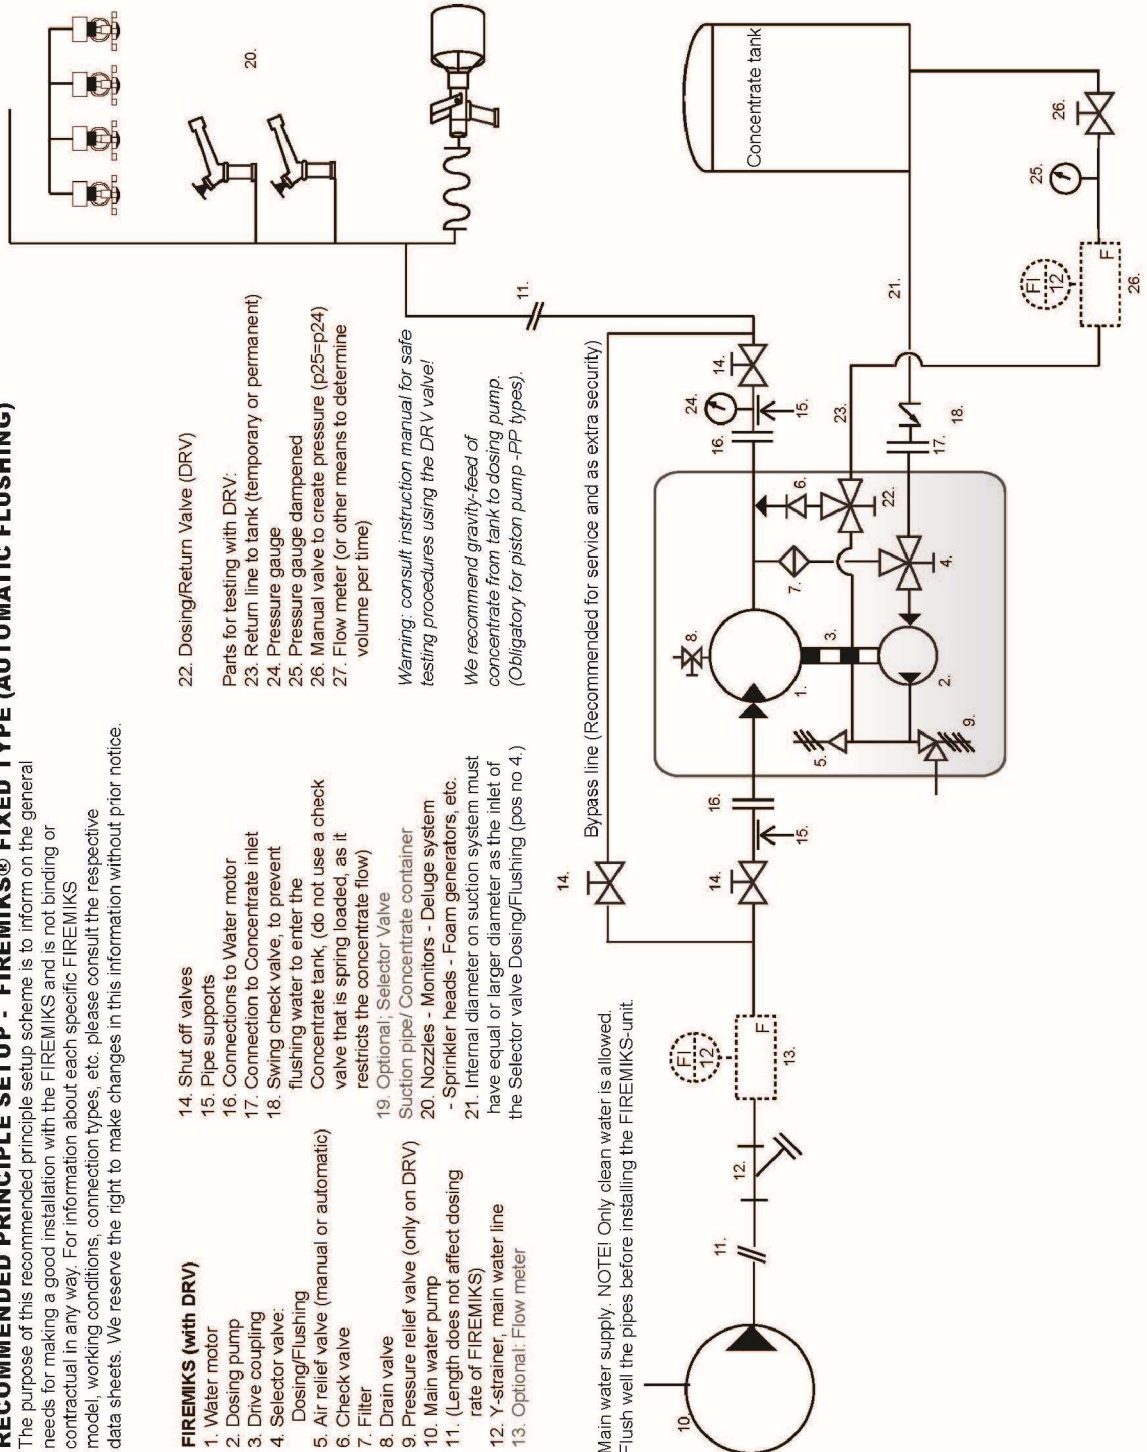 RECOMMENDED PRINCIPLE SETUP - FIREMIKS® FIXED TYPE (AUTOMATIC FLUSHING)
The purpose of this recommended principle setup scheme is to inform on the general
needs for making a good installation with the FIREMIKS and is not binding or
contractual in any way. For information about each specific FIREMIKS
model, working conditions, connection types, etc. please consult the respective
data sheets. We reserve the right to make changes in this information without prior notice.
FIREMIKS (with DRV)
1. Water motor
2. Dosing pump
3. Drive coupling
4. Selector valve:
Dosing/Flushing
5. Air relief valve (manual or automatic)
6. Check valve
7. Filter
8. Drain valve
9. Pressure relief valve (only on DRV)
10. Main water pump
11. (Length does not affect dosing
rate of FIREMIKS)
12. Y-strainer, main water line
13. Optional: Flow meter
14. Shut off valves
15. Pipe supports
16. Connections to Water motor
17. Connection to Concentrate inlet
18. Swing check valve, to prevent
flushing water to enter the
Concentrate tank, (do not use a check
valve that is spring loaded, as it
restricts the concentrate flow)
19. Optional; Selector Valve
Suction pipe/ Concentrate container
20. Nozzles - Monitors - Deluge system
- Sprinkler heads - Foam generators, etc.
21. Internal diameter on suction system must
have equal or larger diameter as the inlet of
the Selector valve Dosing/Flushing (pos no 4.)
22. Dosing/Return Valve (DRV)
Parts for testing with DRV:
23. Return line to tank (temporary or permanent)
24. Pressure gauge
25. Pressure gauge dampened
26. Manual valve to create pressure (p25=p24)
27. Flow meter (or other means to determine
volume per time)
Warning: consult instruction manual for safe
testing procedures using the DRV valve!
We recommend gravity-feed of
concentrate from tank to dosing pump.
(Obligatory for piston pump -PP types).
20.
Main water supply. NOTE! Only clean water is allowed.
Flush well the pipes before installing the FIREMIKS-unit.
Bypass line (Recommended for service and as extra security)
10.
11.
12.
FI
12
F
13.
14.
14.
15.
16.
5.
9.
1.
2.
3.
8.
7.
4.
6.
22.
16.
17.
18.
15.
24.
14.
23.
11.
21.
Concentrate tank
FI
12
F
26.
25.
26.